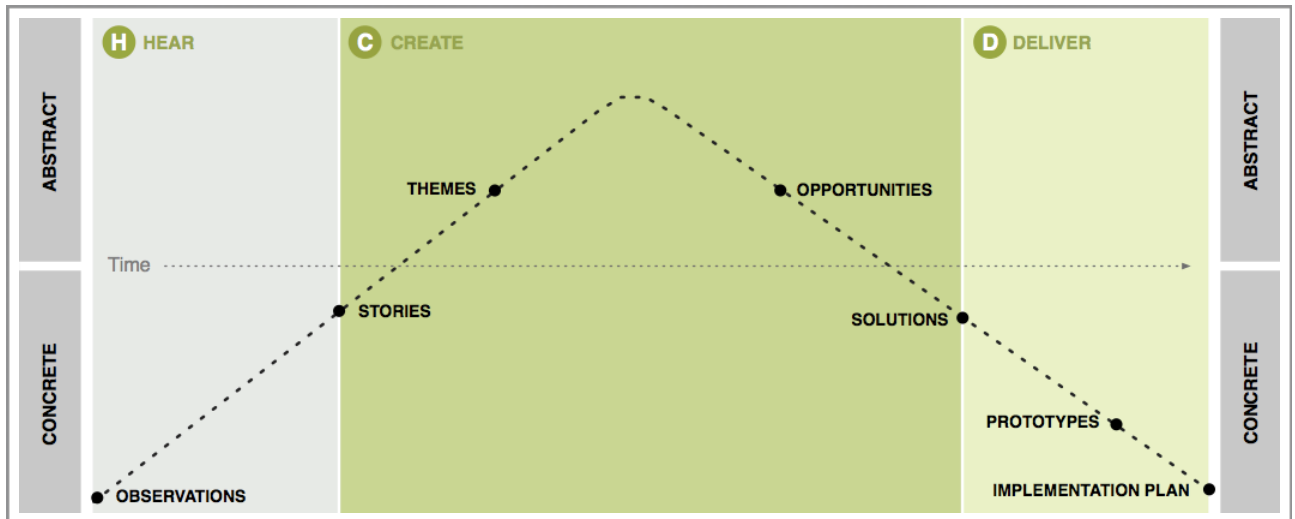 H HEAR
C CREATE
D DELIVER
ABSTRACT
ABSTRACT
THEMES
OPPORTUNITIES
Time
STORIES
SOLUTIONS
CONCRETE
CONCRETE
PROTOTYPES
OBSERVATIONS
IMPLEMENTATION PLAN